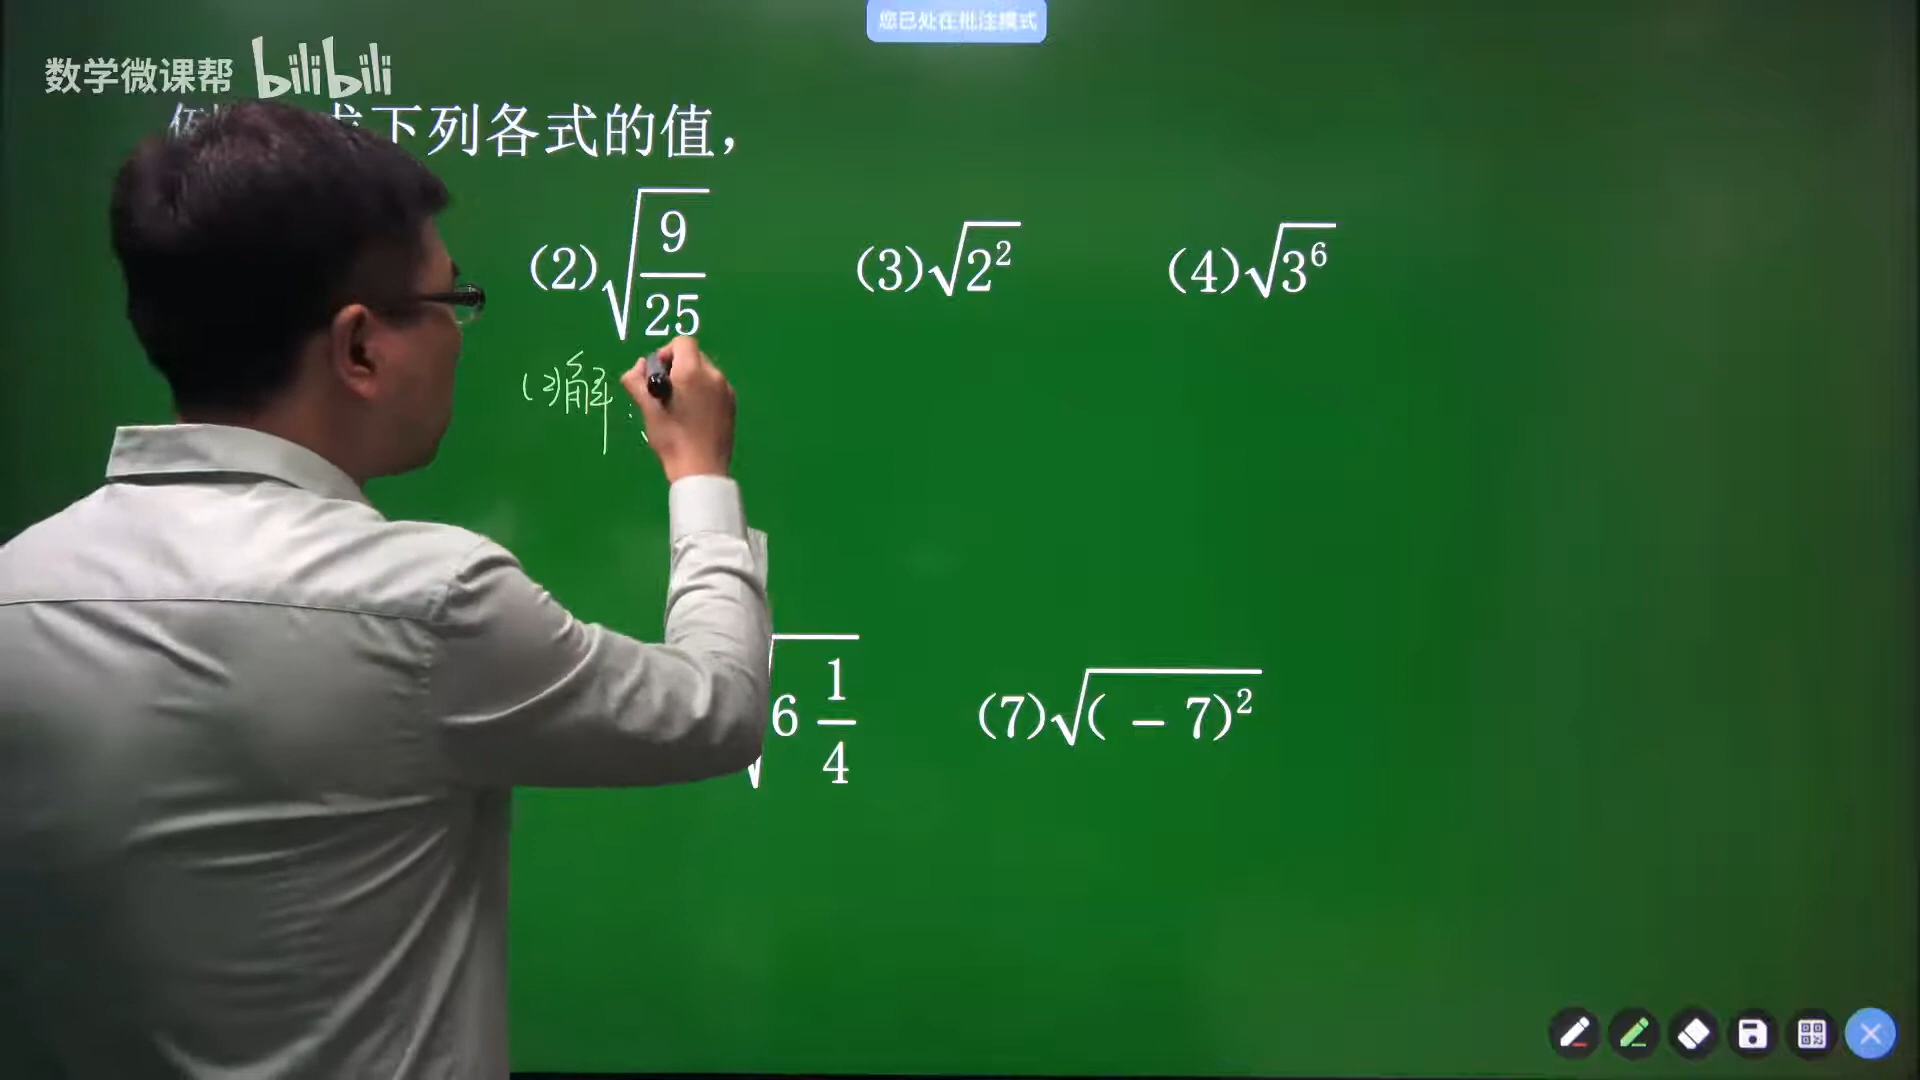 您已处在批注模式
数学微课帮 bilibili
下列各式的值，
(2)√(9/25) (3)√2² (4)√3⁶
(2)解：
6 1/4 (7)√(－7)²